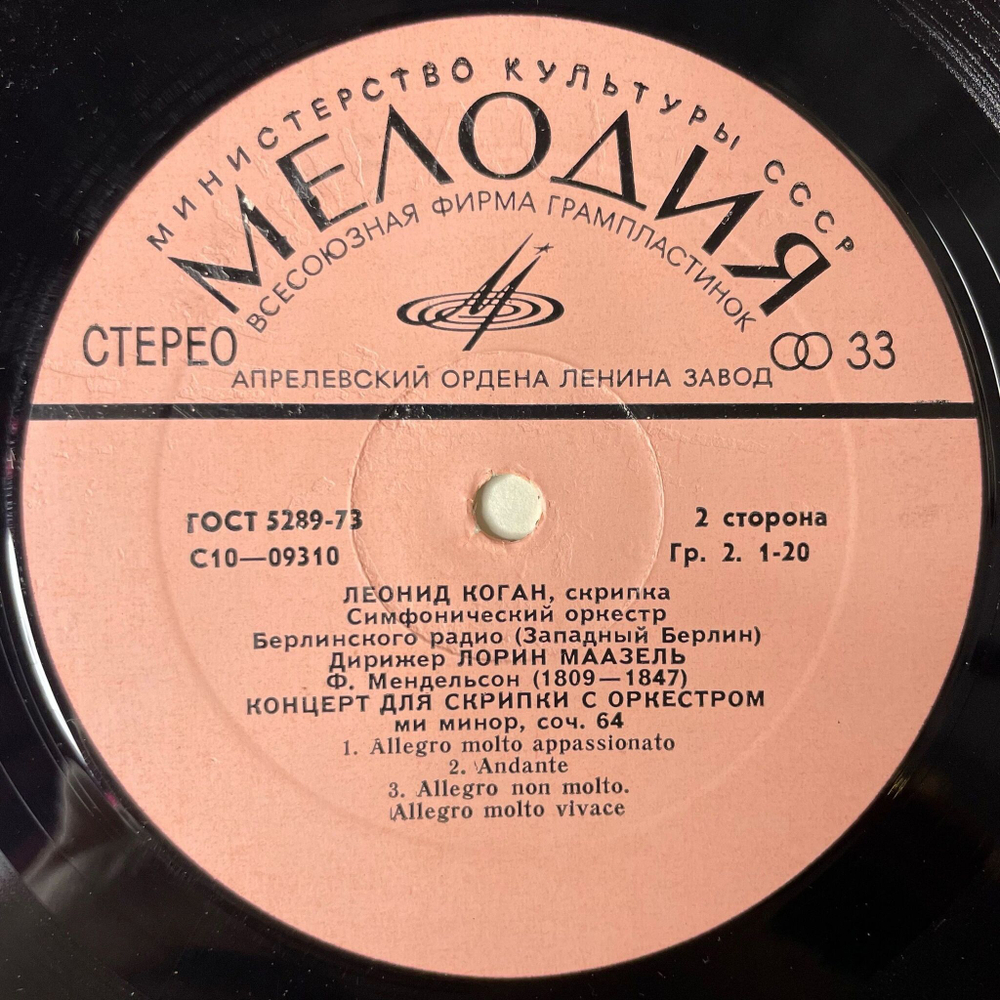 МИНИСТЕРСТВО КУЛЬТУРЫ СССР
МЕЛОДИЯ
ВСЕСОЮЗНАЯ ФИРМА ГРАМПЛАСТИНОК
СТЕРЕО
33
АПРЕЛЕВСКИЙ ОРДЕНА ЛЕНИНА ЗАВОД
ГОСТ 5289-73
2 сторона
С10—09310
Гр. 2. 1-20
ЛЕОНИД КОГАН, скрипка
Симфонический оркестр
Берлинского радио (Западный Берлин)
Дирижер ЛОРИН МААЗЕЛЬ
Ф. Мендельсон (1809—1847)
КОНЦЕРТ ДЛЯ СКРИПКИ С ОРКЕСТРОМ
ми минор, соч. 64
1. Allegro molto appassionato
2. Andante
3. Allegro non molto.
Allegro molto vivace